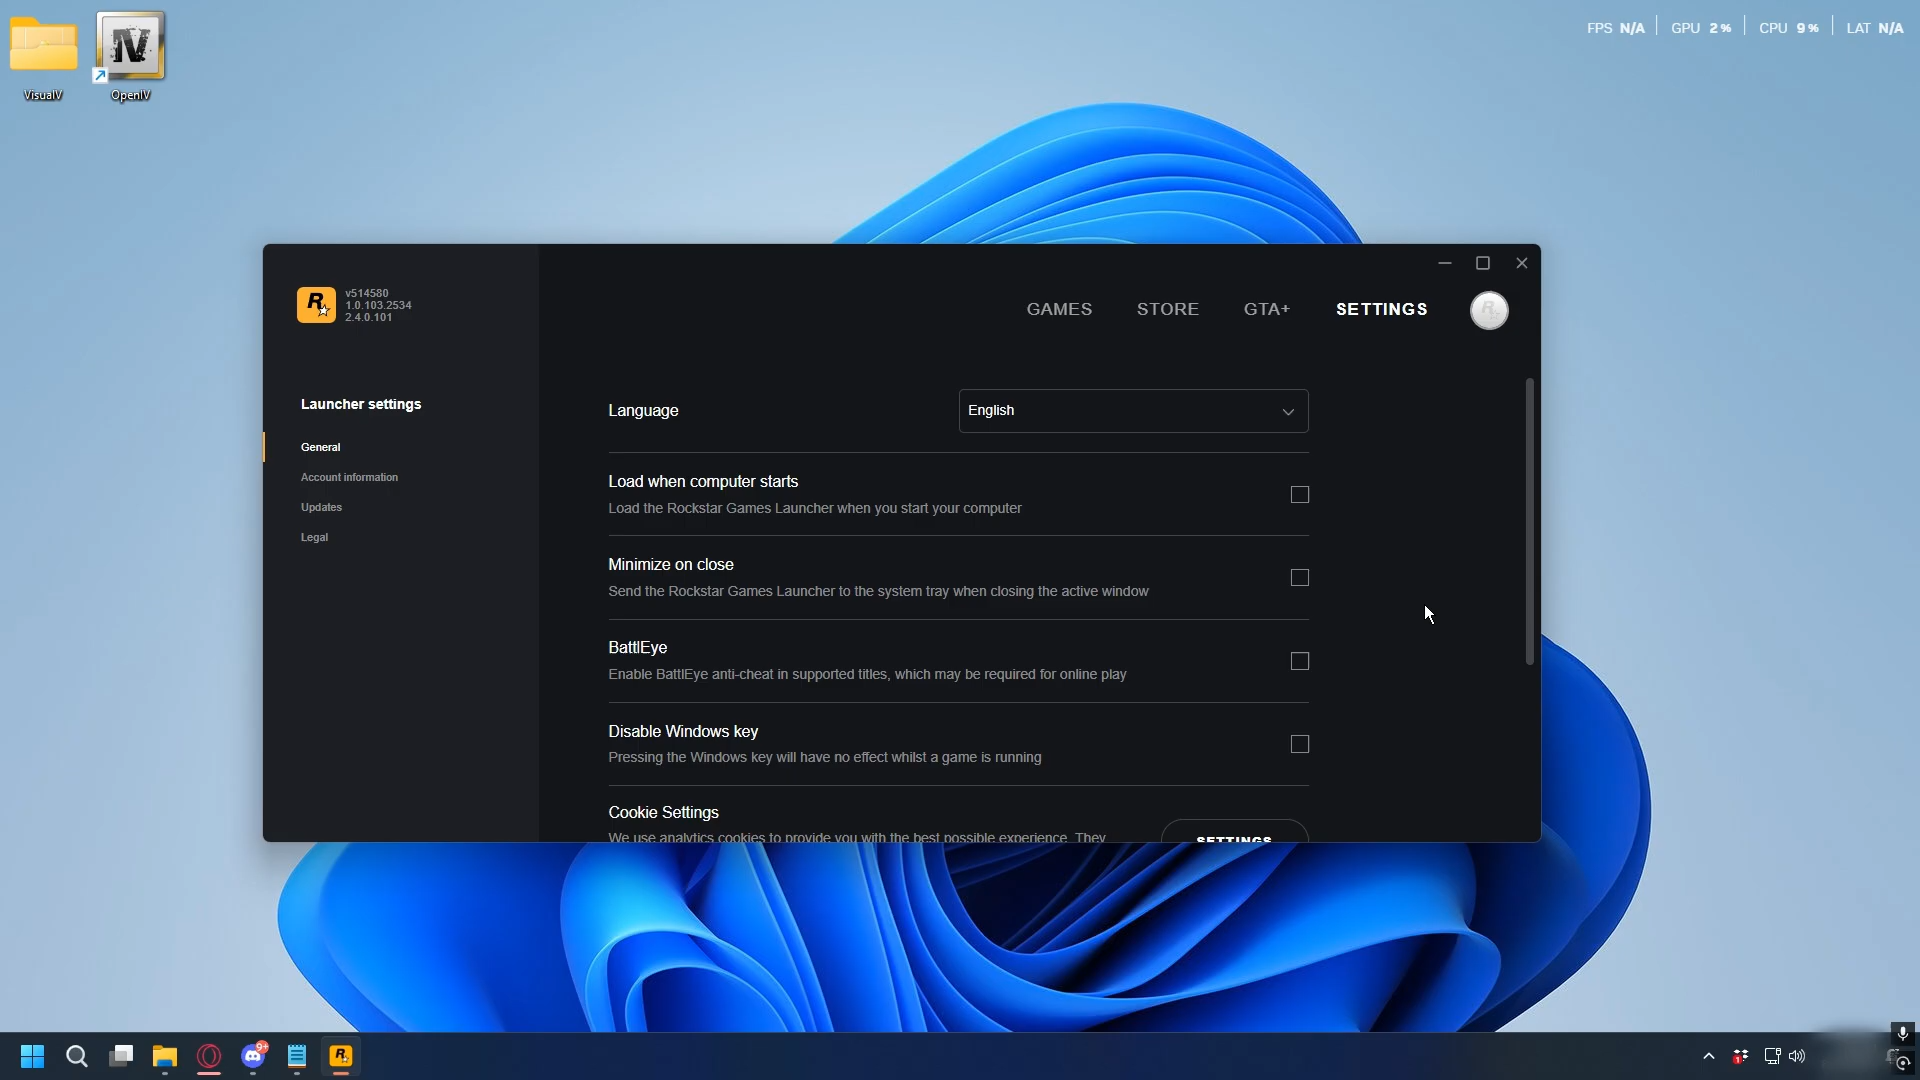 VisualV
OpenIV
FPS N/A GPU 2% CPU 9% LAT N/A
v514580
1.0.103.2534
2.4.0.101
GAMES STORE GTA+ SETTINGS
Launcher settings
General
Account information
Updates
Legal
Language English
Load when computer starts
Load the Rockstar Games Launcher when you start your computer
Minimize on close
Send the Rockstar Games Launcher to the system tray when closing the active window
BattlEye
Enable BattlEye anti-cheat in supported titles, which may be required for online play
Disable Windows key
Pressing the Windows key will have no effect whilst a game is running
Cookie Settings
We use analytics cookies to provide you with the best possible experience. They
SETTINGS
9+
1